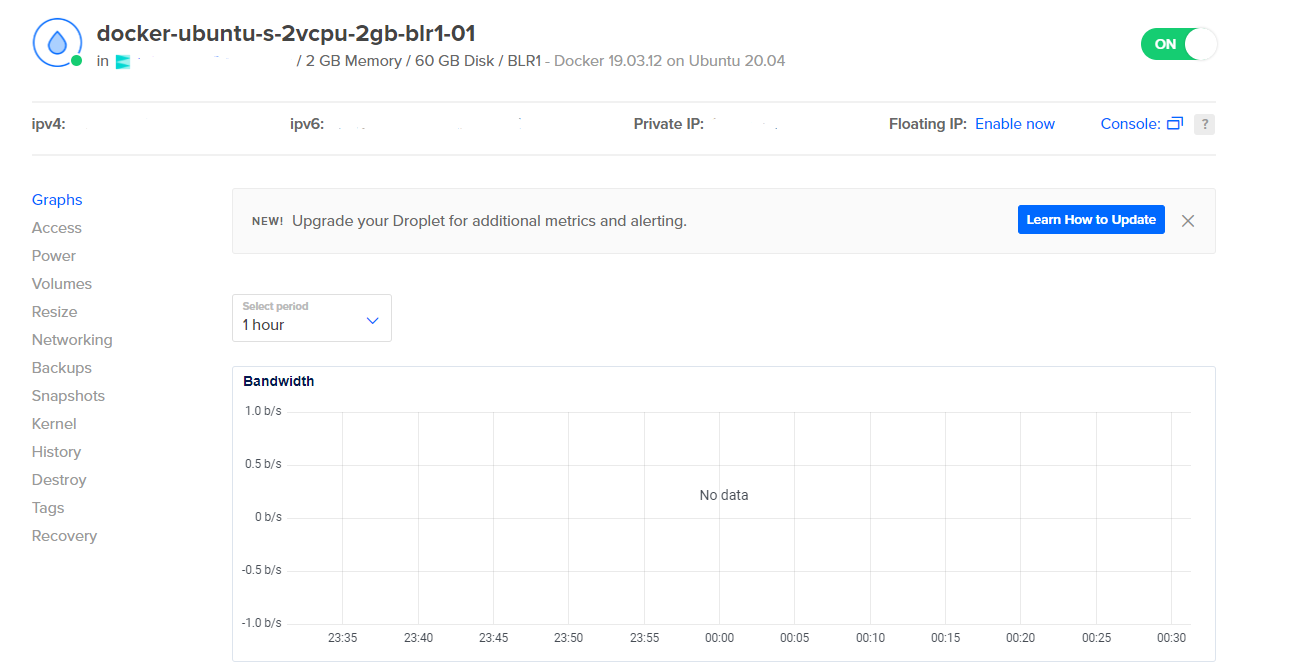 docker-ubuntu-s-2vcpu-2gb-blr1-01
ON
in / 2 GB Memory / 60 GB Disk / BLR1 - Docker 19.03.12 on Ubuntu 20.04
ipv4: ipv6: Private IP: Floating IP: Enable now Console: ?
Graphs
Access
Power
Volumes
Resize
Networking
Backups
Snapshots
Kernel
History
Destroy
Tags
Recovery
NEW! Upgrade your Droplet for additional metrics and alerting.
Learn How to Update
Select period
1 hour
Bandwidth
1.0 b/s
0.5 b/s
0 b/s
-0.5 b/s
-1.0 b/s
No data
23:35 23:40 23:45 23:50 23:55 00:00 00:05 00:10 00:15 00:20 00:25 00:30